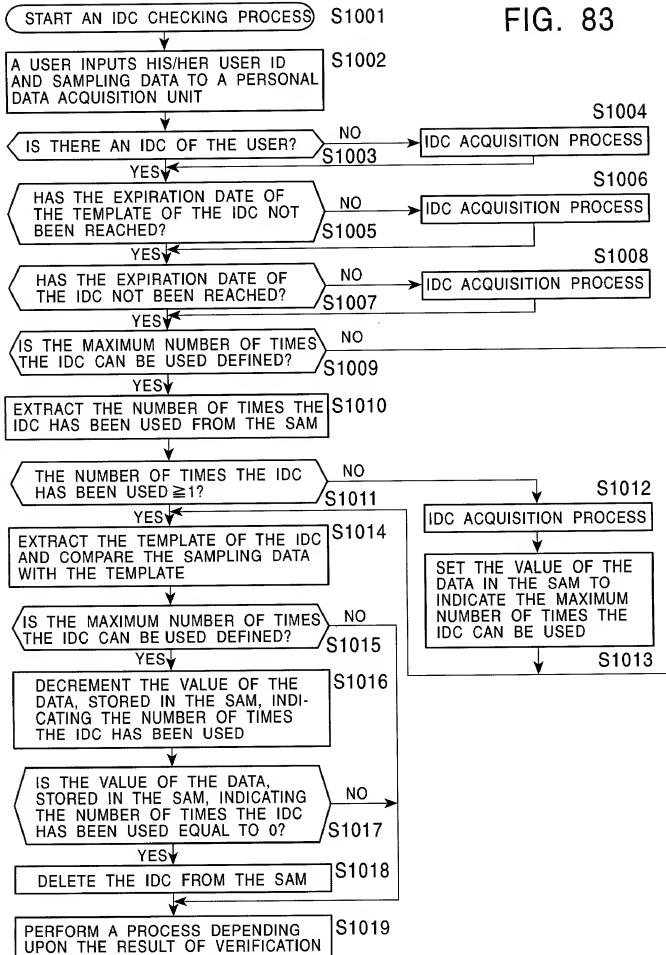 FIG. 83
START AN IDC CHECKING PROCESS
S1001
A USER INPUTS HIS/HER USER ID
AND SAMPLING DATA TO A PERSONAL
DATA ACQUISITION UNIT
S1002
IS THERE AN IDC OF THE USER?
S1003
NO
YES
IDC ACQUISITION PROCESS
S1004
HAS THE EXPIRATION DATE OF
THE TEMPLATE OF THE IDC NOT
BEEN REACHED?
S1005
NO
YES
IDC ACQUISITION PROCESS
S1006
HAS THE EXPIRATION DATE OF
THE IDC NOT BEEN REACHED?
S1007
NO
YES
IDC ACQUISITION PROCESS
S1008
IS THE MAXIMUM NUMBER OF TIMES
THE IDC CAN BE USED DEFINED?
S1009
NO
YES
EXTRACT THE NUMBER OF TIMES THE
IDC HAS BEEN USED FROM THE SAM
S1010
THE NUMBER OF TIMES THE IDC
HAS BEEN USED ≧1?
S1011
NO
YES
IDC ACQUISITION PROCESS
S1012
SET THE VALUE OF THE
DATA IN THE SAM TO
INDICATE THE MAXIMUM
NUMBER OF TIMES THE
IDC CAN BE USED
S1013
EXTRACT THE TEMPLATE OF THE IDC
AND COMPARE THE SAMPLING DATA
WITH THE TEMPLATE
S1014
IS THE MAXIMUM NUMBER OF TIMES
THE IDC CAN BE USED DEFINED?
S1015
NO
YES
DECREMENT THE VALUE OF THE
DATA, STORED IN THE SAM, INDI-
CATING THE NUMBER OF TIMES
THE IDC HAS BEEN USED
S1016
IS THE VALUE OF THE DATA,
STORED IN THE SAM, INDICATING
THE NUMBER OF TIMES THE IDC
HAS BEEN USED EQUAL TO 0?
S1017
NO
YES
DELETE THE IDC FROM THE SAM
S1018
PERFORM A PROCESS DEPENDING
UPON THE RESULT OF VERIFICATION
S1019